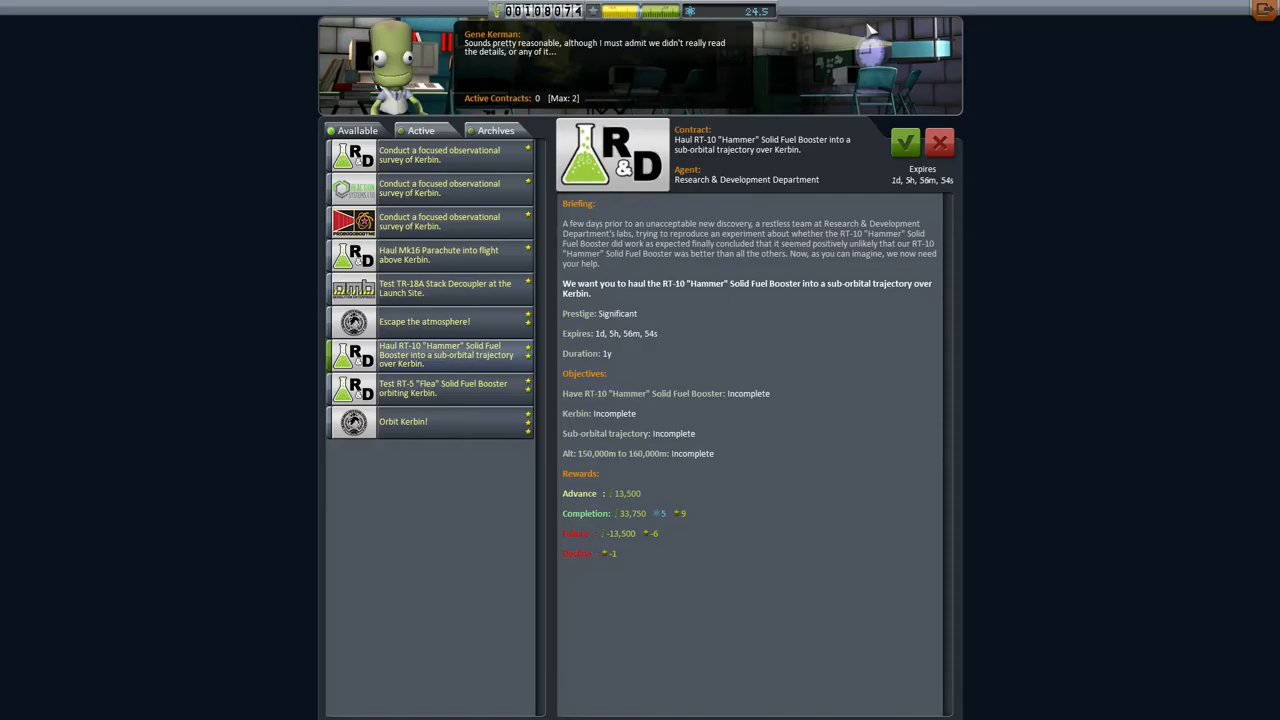 00108074
24.5
Gene Kerman:
Sounds pretty reasonable, although I must admit we didn't really read
the details, or any of it...
Active Contracts: 0 [Max: 2]
Available
Active
Archives
R&D
Conduct a focused observational
survey of Kerbin.
REACTION
SYSTEMS LTD
Conduct a focused observational
survey of Kerbin.
PROBODOBODYNE
Conduct a focused observational
survey of Kerbin.
R&D
Haul Mk16 Parachute into flight
above Kerbin.
Test TR-18A Stack Decoupler at the
Launch Site.
Escape the atmosphere!
R&D
Haul RT-10 "Hammer" Solid Fuel
Booster into a sub-orbital trajectory
over Kerbin.
R&D
Test RT-5 "Flea" Solid Fuel Booster
orbiting Kerbin.
Orbit Kerbin!
R&D
Contract:
Haul RT-10 "Hammer" Solid Fuel Booster into a
sub-orbital trajectory over Kerbin.
Agent:
Research & Development Department
Expires
1d, 5h, 56m, 54s
Briefing:
A few days prior to an unacceptable new discovery, a restless team at Research & Development
Department's labs, trying to reproduce an experiment about whether the RT-10 "Hammer" Solid
Fuel Booster did work as expected finally concluded that it seemed positively unlikely that our RT-10
"Hammer" Solid Fuel Booster was better than all the others. Now, as you can imagine, we now need
your help.
We want you to haul the RT-10 "Hammer" Solid Fuel Booster into a sub-orbital trajectory over
Kerbin.
Prestige: Significant
Expires: 1d, 5h, 56m, 54s
Duration: 1y
Objectives:
Have RT-10 "Hammer" Solid Fuel Booster: Incomplete
Kerbin: Incomplete
Sub-orbital trajectory: Incomplete
Alt: 150,000m to 160,000m: Incomplete
Rewards:
Advance : 13,500
Completion: 33,750 5 9
Failure: -13,500 -6
Decline: -1